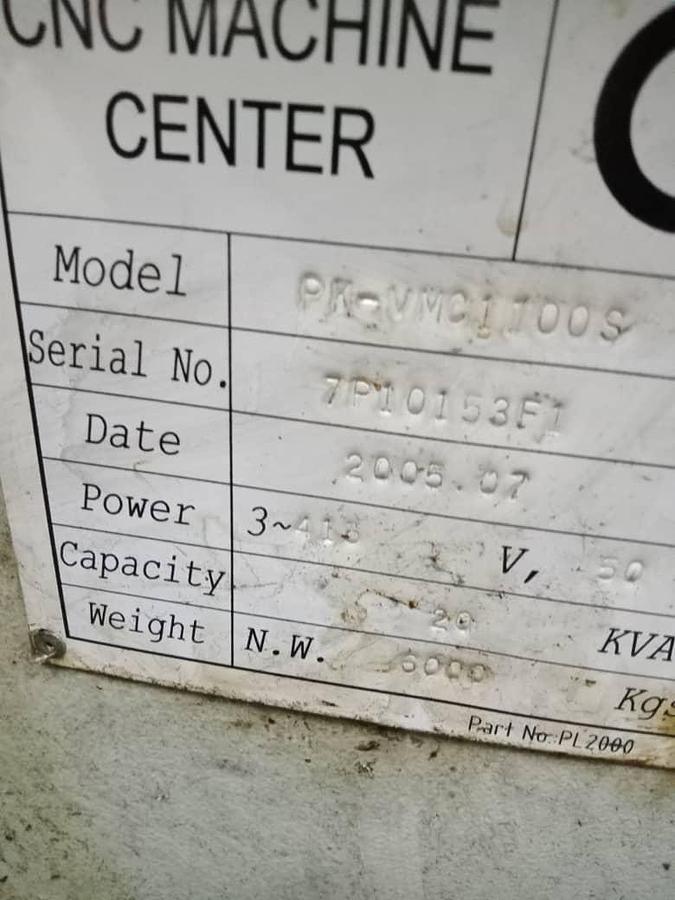 CNC MACHINE
CENTER
Model PK-VMC1100S
Serial No. 7P10153F1
Date 2005.07
Power 3~415 V, 50
Capacity 20 KVA
Weight N.W. 6000 Kgs
Part No.:PL2000